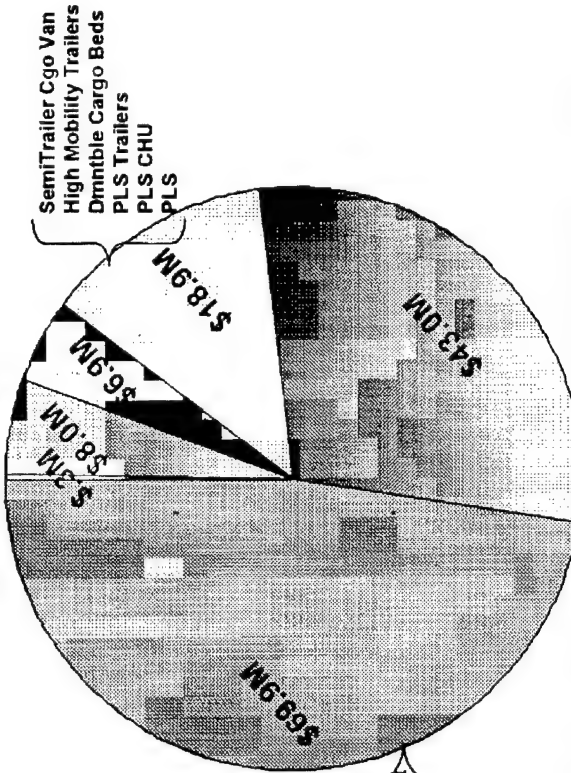 SemiTrailer Cgo Van
High Mobility Trailers
Dmntble Cargo Beds
PLS Trailers
PLS CHU
PLS
$18.9M
$6.9M
$8.0M
$.3M
$43.0M
$69.9M